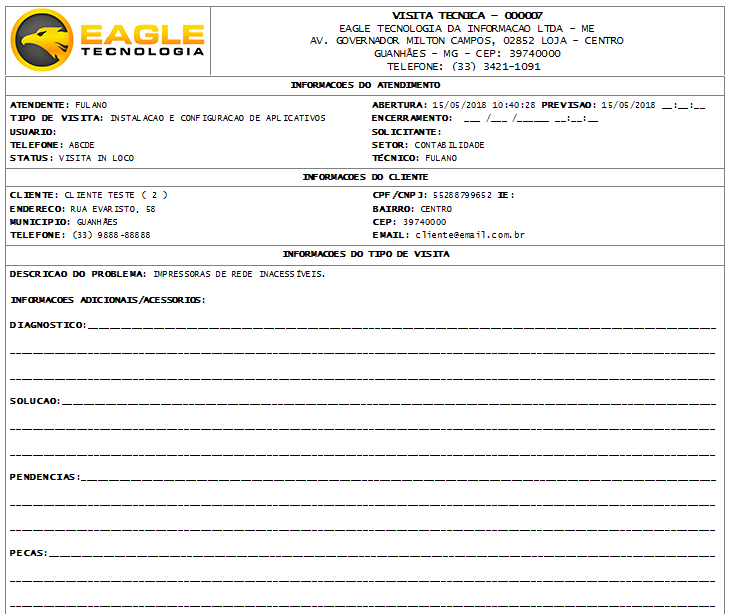 EAGLE
TECNOLOGIA
VISITA TECNICA - 000007
EAGLE TECNOLOGIA DA INFORMACAO LTDA - ME
AV. GOVERNADOR MILTON CAMPOS, 02852 LOJA - CENTRO
GUANHÃES - MG - CEP: 39740000
TELEFONE: (33) 3421-1091
INFORMACOES DO ATENDIMENTO
ATENDENTE: FULANO
ABERTURA: 15/05/2018 10:40:28 PREVISAO: 15/05/2018 __:__:__
TIPO DE VISITA: INSTALACAO E CONFIGURACAO DE APLICATIVOS
ENCERRAMENTO: ___ /___ /______ __:__:__
USUARIO:
SOLICITANTE:
TELEFONE: ABCDE
SETOR: CONTABILIDADE
STATUS: VISITA IN LOCO
TÉCNICO: FULANO
INFORMACOES DO CLIENTE
CLIENTE: CLIENTE TESTE ( 2 )
CPF/CNPJ: 55288799652 IE:
ENDERECO: RUA EVARISTO, 58
BAIRRO: CENTRO
MUNICIPIO: GUANHÃES
CEP: 39740000
TELEFONE: (33) 9888-88888
EMAIL: cliente@email.com.br
INFORMACOES DO TIPO DE VISITA
DESCRICAO DO PROBLEMA: IMPRESSORAS DE REDE INACESSÍVEIS.
INFORMACOES ADICIONAIS/ACESSORIOS:
DIAGNOSTICO:
SOLUCAO:
PENDENCIAS:
PECAS: